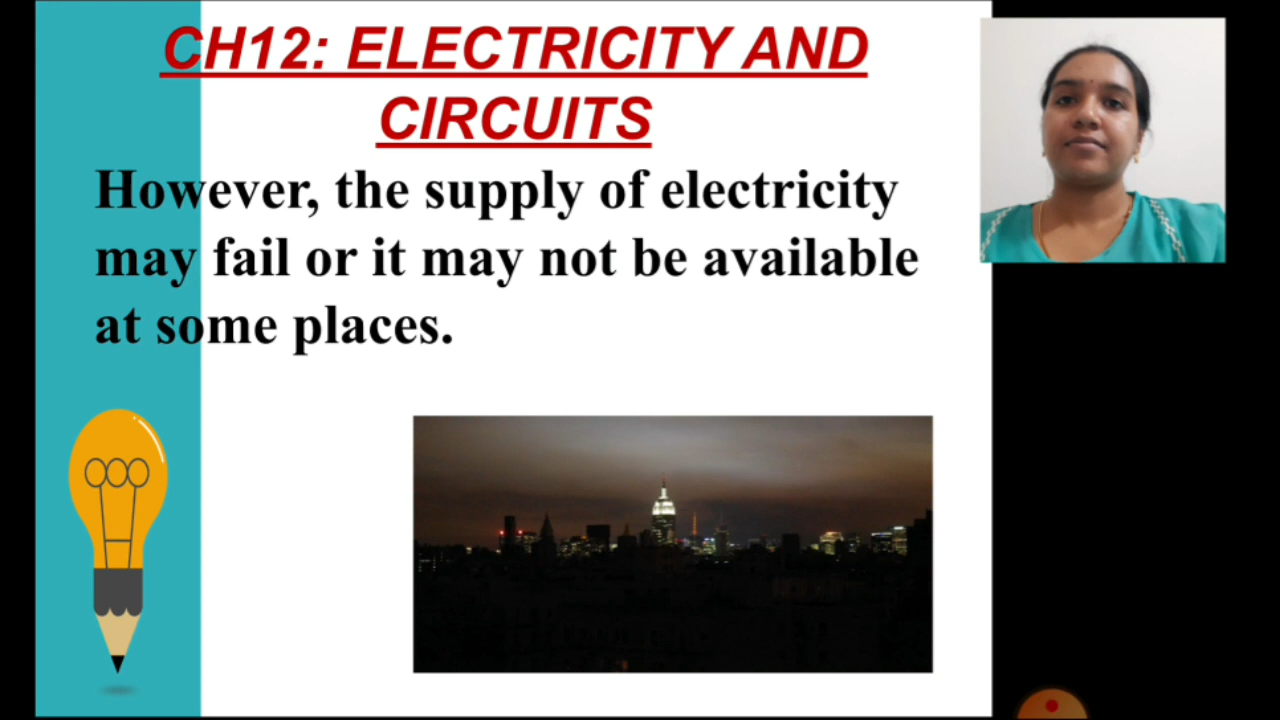 CH12: ELECTRICITY AND
CIRCUITS
However, the supply of electricity
may fail or it may not be available
at some places.